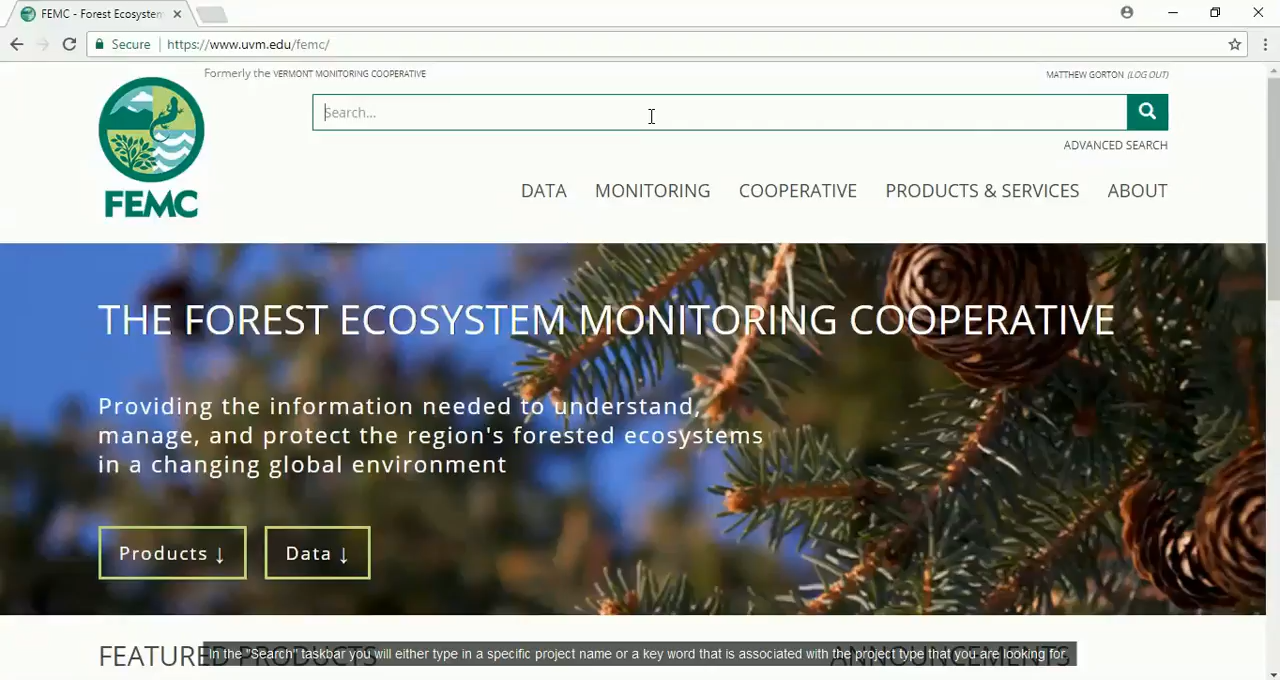 FEMC - Forest Ecosystem
Secure
https://www.uvm.edu/femc/
Formerly the VERMONT MONITORING COOPERATIVE
MATTHEW GORTON (LOG OUT)
Search...
ADVANCED SEARCH
FEMC
DATA MONITORING COOPERATIVE PRODUCTS & SERVICES ABOUT
THE FOREST ECOSYSTEM MONITORING COOPERATIVE
Providing the information needed to understand,
manage, and protect the region's forested ecosystems
in a changing global environment
Products ↓ Data ↓
FEATURED PRODUCTS ANNOUNCEMENTS
In the "Search" taskbar you will either type in a specific project name or a key word that is associated with the project type that you are looking for.